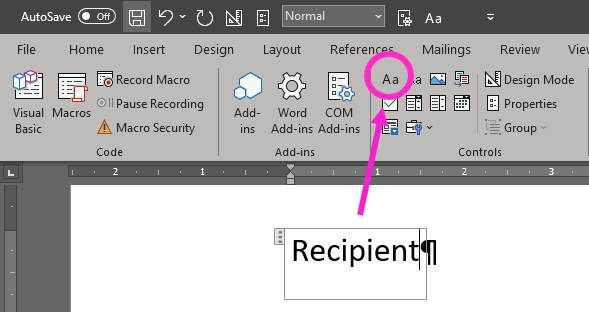 AutoSave Off Normal Aa
File Home Insert Design Layout References Mailings Review View
Visual Basic
Macros
Record Macro
Pause Recording
Macro Security
Code
Add-ins
Word Add-ins
COM Add-ins
Add-ins
Aa Aa
Design Mode
Properties
Group
Controls
L 2 1 1 2 3
Recipient¶